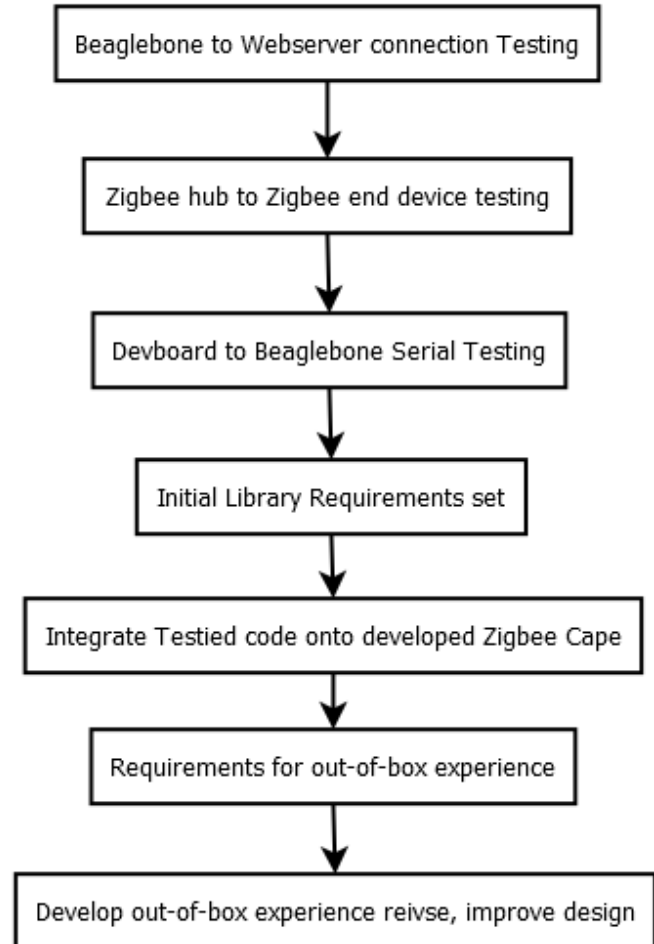 Beaglebone to Webserver connection Testing
Zigbee hub to Zigbee end device testing
Devboard to Beaglebone Serial Testing
Initial Library Requirements set
Integrate Testied code onto developed Zigbee Cape
Requirements for out-of-box experience
Develop out-of-box experience reivse, improve design